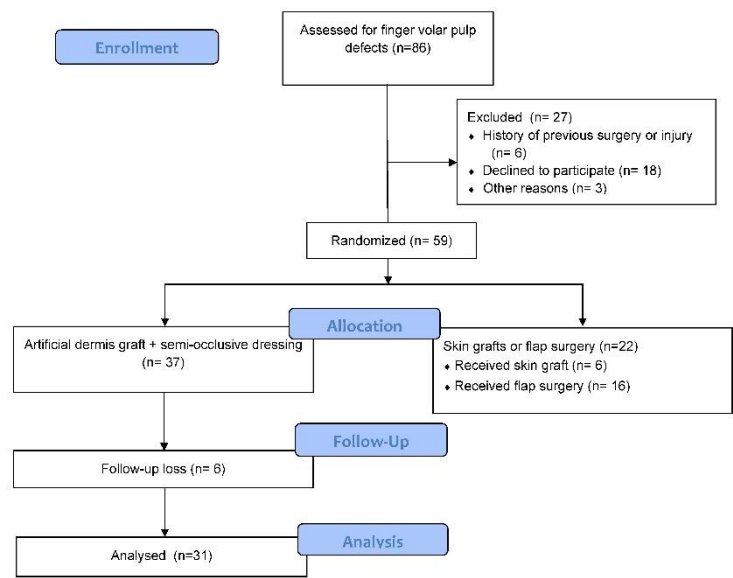 Enrollment
Assessed for finger volar pulp
defects (n=86)
Excluded (n= 27)
♦ History of previous surgery or injury
(n= 6)
♦ Declined to participate (n= 18)
♦ Other reasons (n= 3)
Randomized (n= 59)
Allocation
Artificial dermis graft + semi-occlusive dressing
(n= 37)
Skin grafts or flap surgery (n=22)
♦ Received skin graft (n= 6)
♦ Received flap surgery (n= 16)
Follow-Up
Follow-up loss (n= 6)
Analysis
Analysed (n=31)